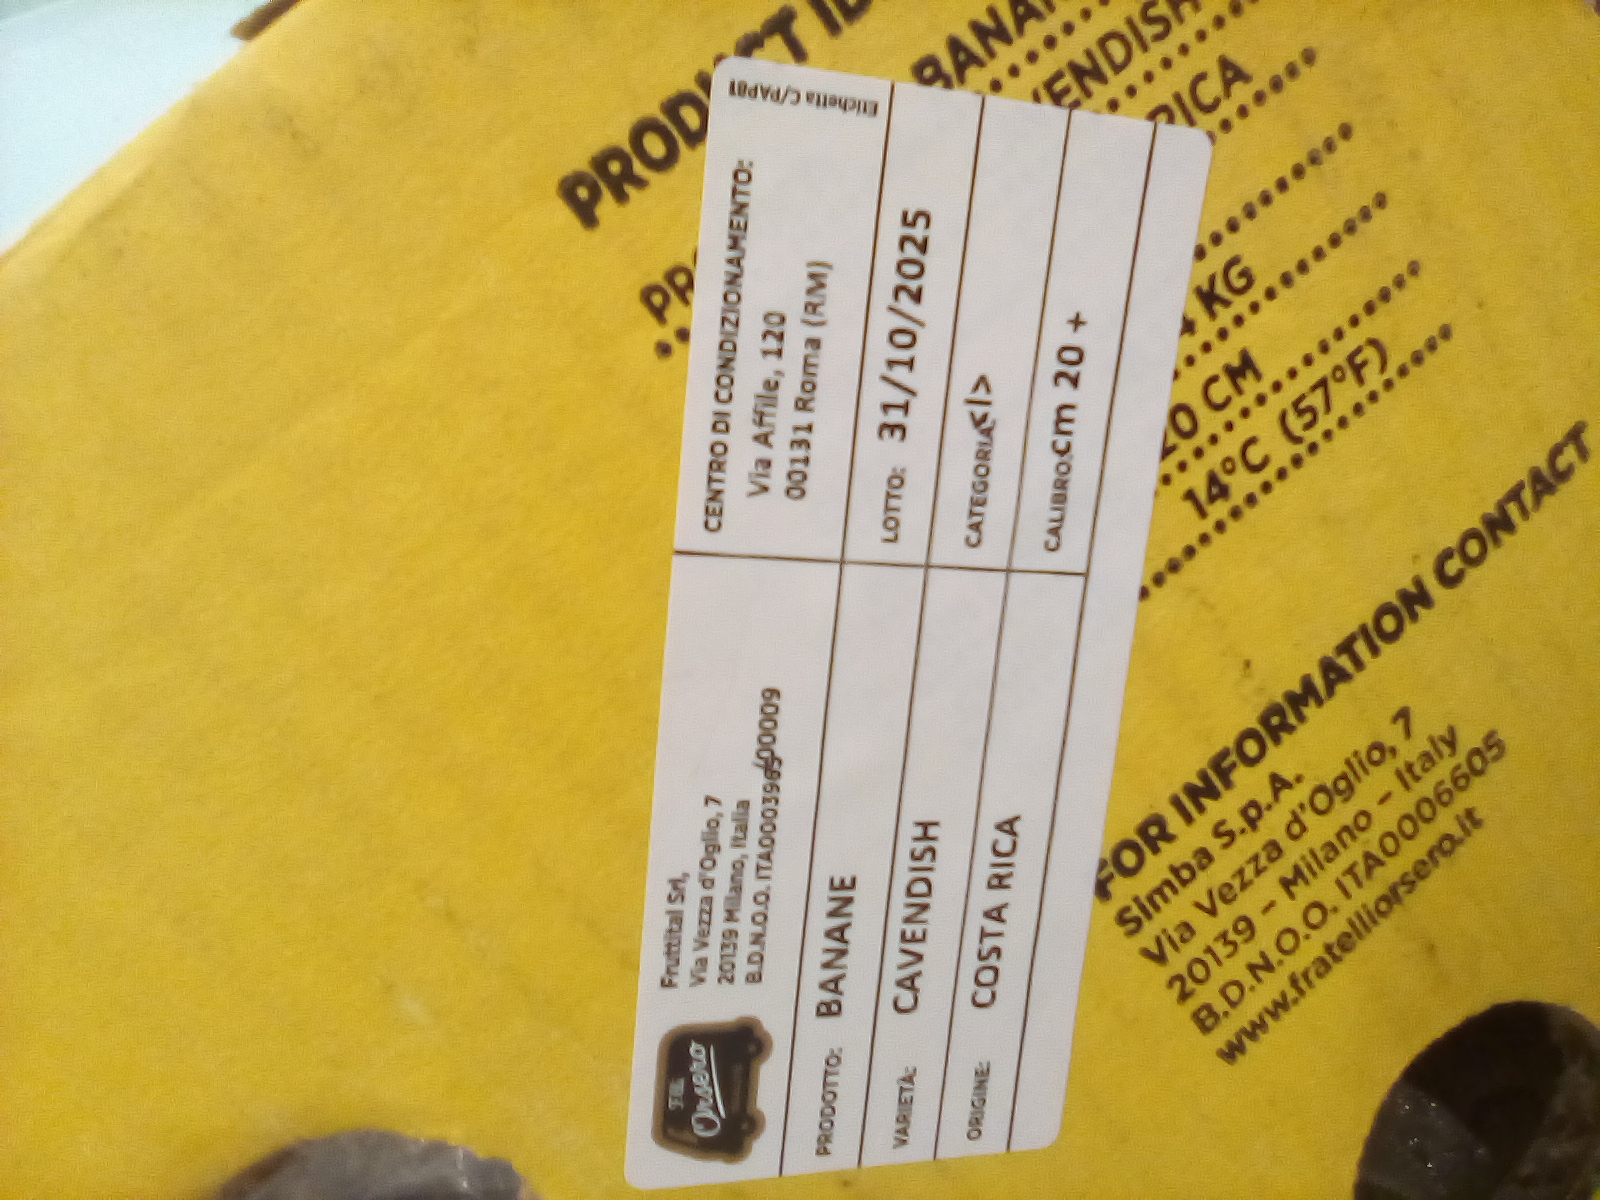 PRODUCT
BANAN
VENDISH
RICA
KG
20 CM
14°C (57°F)
FOR INFORMATION CONTACT
Simba S.p.A.
Via Vezza d'Oglio, 7
20139 - Milano - Italy
B.D.N.O.O. ITA0006605
www.fratelliorsero.it
F.lli Orsero
Fruttital Srl,
Via Vezza d'Oglio, 7
20139 Milano, Italia
B.D.N.O.O.
CENTRO DI CONDIZIONAMENTO:
Via Affile, 120
00131 Roma (RM)
Etichetta C/PAP81
PRODOTTO: BANANE
LOTTO: 31/10/2025
VARIETÀ: CAVENDISH
CATEGORIA <I>
ORIGINE: COSTA RICA
CALIBRO: cm 20 +